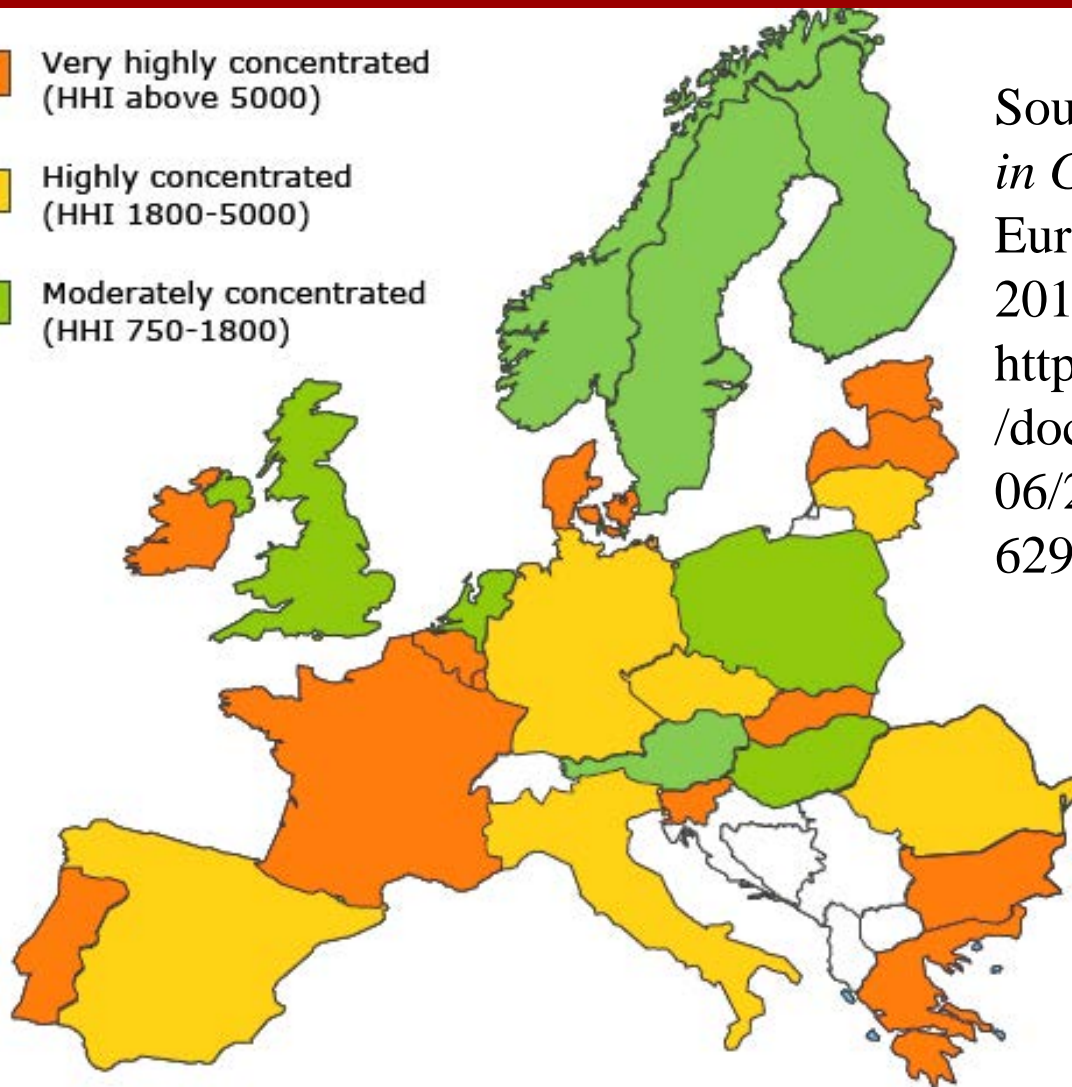 Very highly concentrated
(HHI above 5000)
Highly concentrated
(HHI 1800-5000)
Moderately concentrated
(HHI 750-1800)
Sou
in C
Eur
201
http
/doc
06/2
629